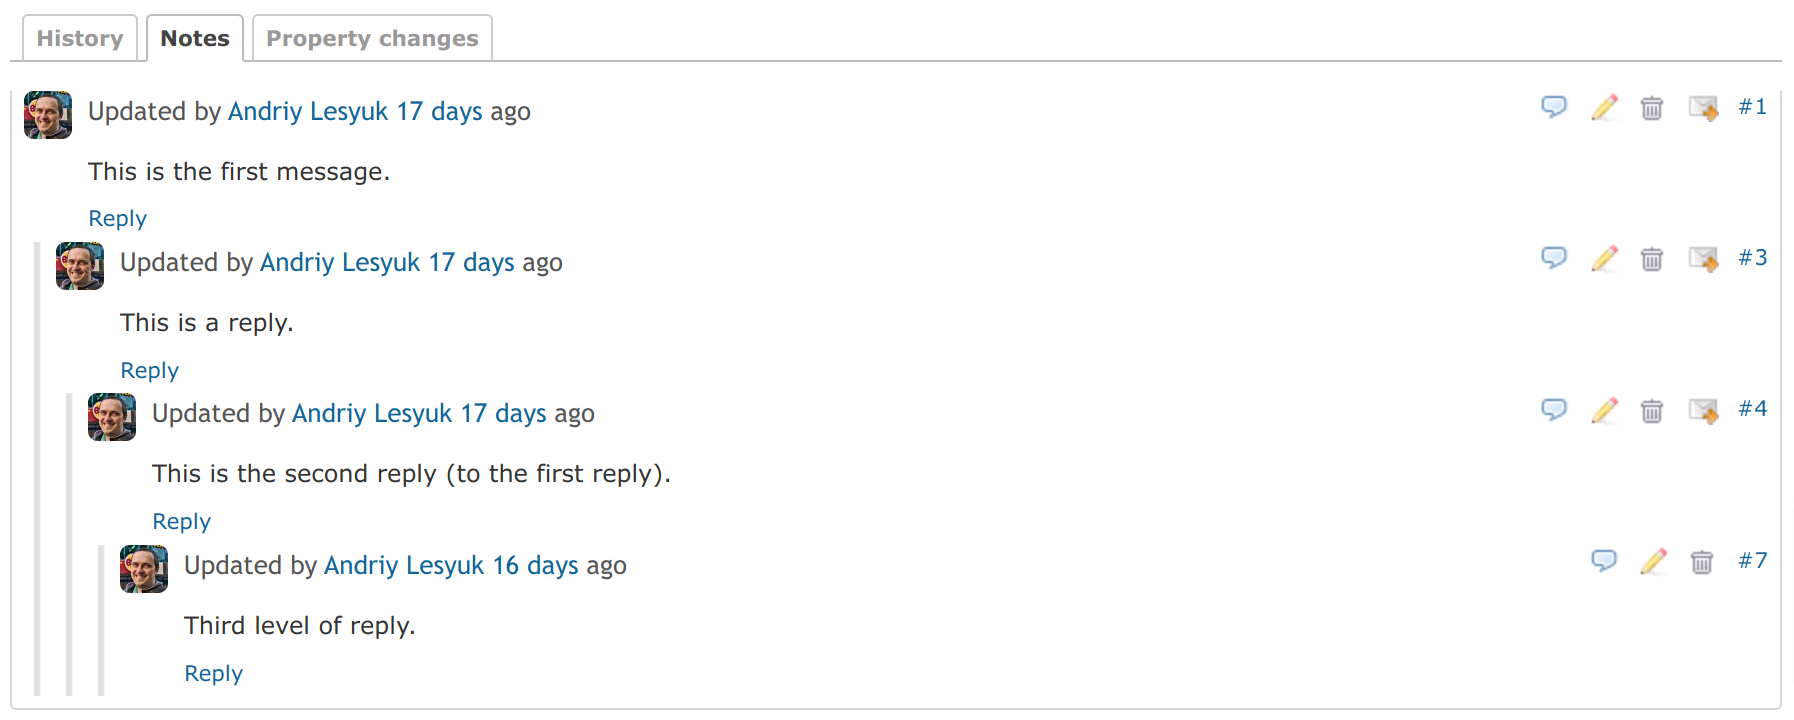 History Notes Property changes
Updated by Andriy Lesyuk 17 days ago #1
This is the first message.
Reply
Updated by Andriy Lesyuk 17 days ago #3
This is a reply.
Reply
Updated by Andriy Lesyuk 17 days ago #4
This is the second reply (to the first reply).
Reply
Updated by Andriy Lesyuk 16 days ago #7
Third level of reply.
Reply